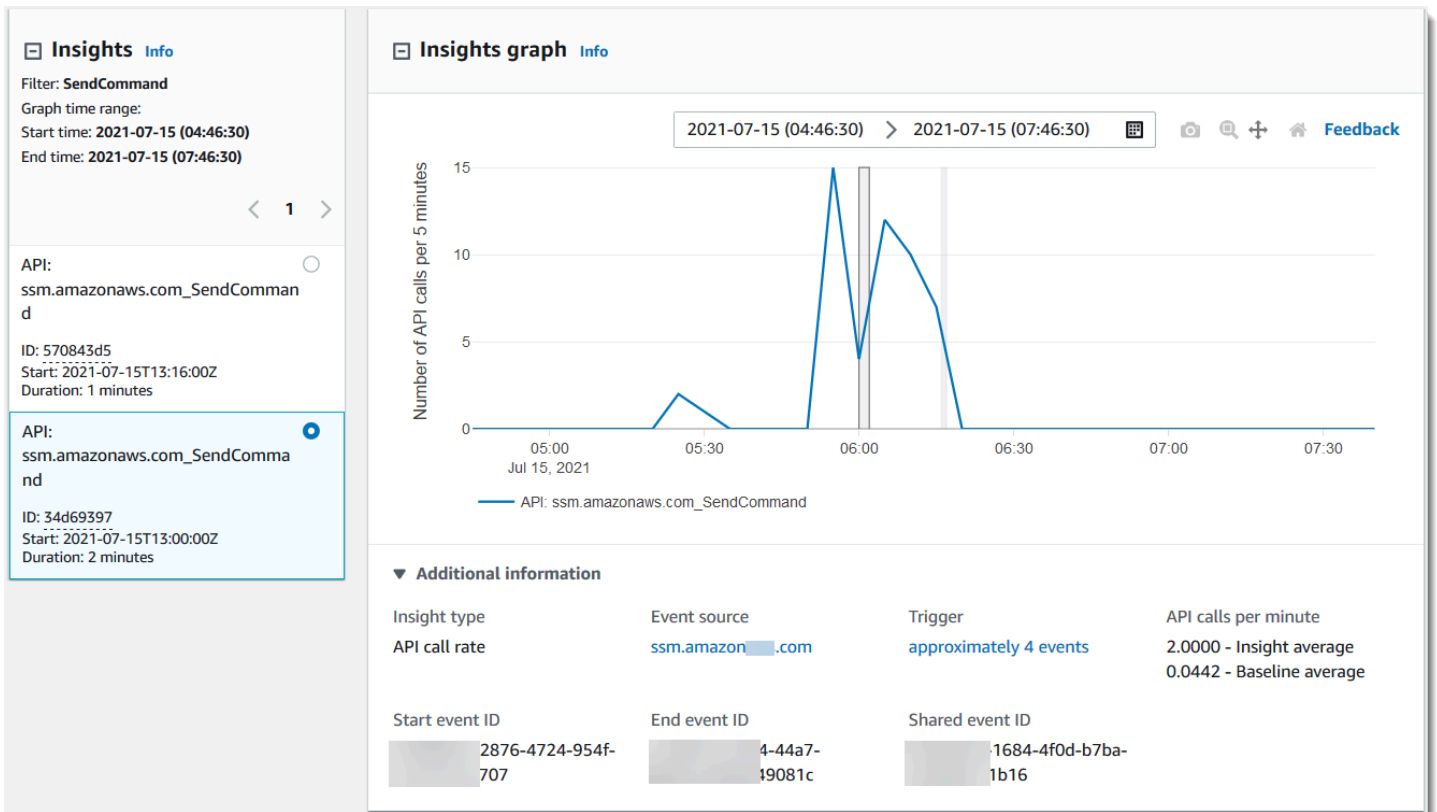 Insights Info
Filter: SendCommand
Graph time range:
Start time: 2021-07-15 (04:46:30)
End time: 2021-07-15 (07:46:30)
1
API:
ssm.amazonaws.com_SendComman
d
ID: 570843d5
Start: 2021-07-15T13:16:00Z
Duration: 1 minutes
API:
ssm.amazonaws.com_SendComma
nd
ID: 34d69397
Start: 2021-07-15T13:00:00Z
Duration: 2 minutes
Insights graph Info
2021-07-15 (04:46:30) > 2021-07-15 (07:46:30) Feedback
Number of API calls per 5 minutes
15
10
5
0
05:00 05:30 06:00 06:30 07:00 07:30
Jul 15, 2021
API: ssm.amazonaws.com_SendCommand
Additional information
Insight type Event source Trigger API calls per minute
API call rate ssm.amazon .com approximately 4 events 2.0000 - Insight average
0.0442 - Baseline average
Start event ID End event ID Shared event ID
2876-4724-954f- 4-44a7- -1684-4f0d-b7ba-
707 49081c 1b16